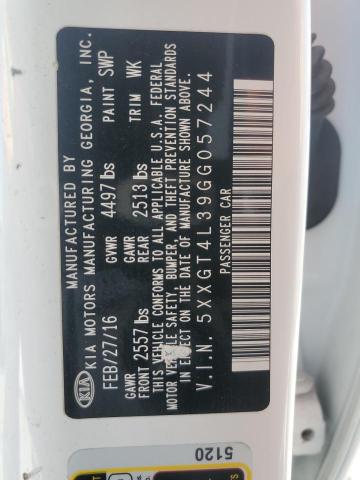 MANUFACTURED BY
KIA KIA MOTORS MANUFACTURING GEORGIA, INC.
FEB/27/16 GVWR 4497 lbs PAINT SWP
GAWR FRONT 2557 lbs GAWR REAR 2513 lbs TRIM WK
THIS VEHICLE CONFORMS TO ALL APPLICABLE U.S.A. FEDERAL
MOTOR VEHICLE SAFETY, BUMPER, AND THEFT PREVENTION STANDARDS
IN EFFECT ON THE DATE OF MANUFACTURE SHOWN ABOVE.
V.I.N. 5XXGT4L39GG057244
PASSENGER CAR
5120